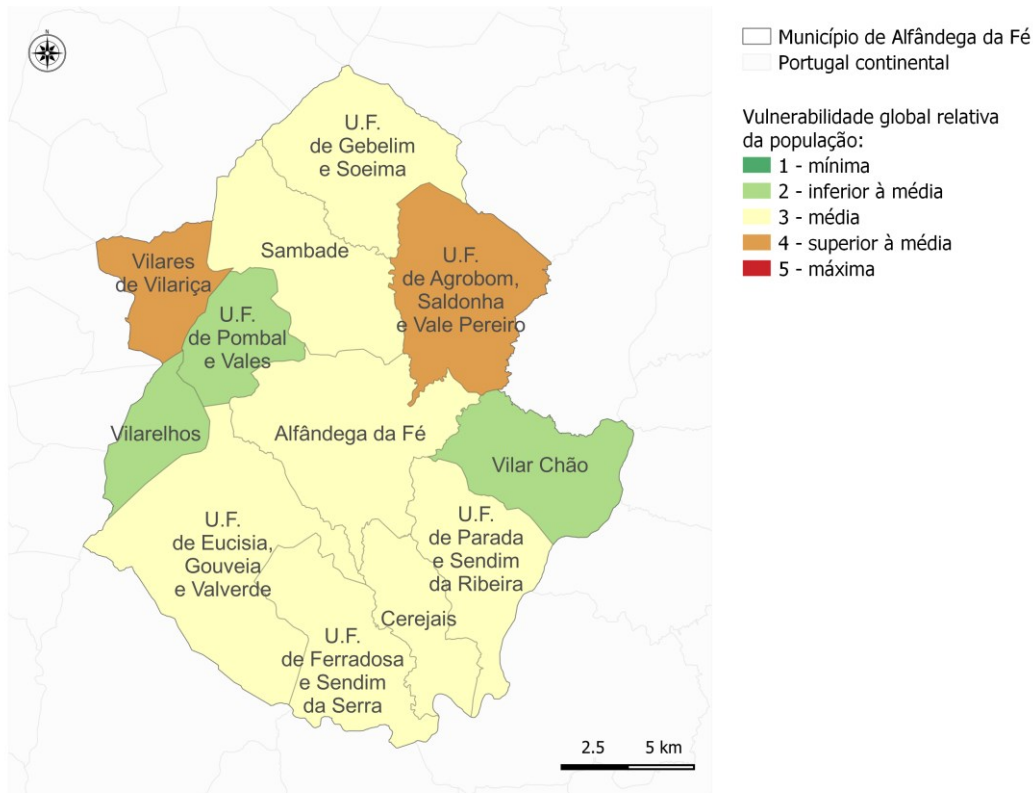 N
U.F.
de Gebelim
e Soeima
Sambade
Vilares
de Vilariça
U.F.
de Agrobom,
Saldonha
e Vale Pereiro
U.F.
de Pombal
e Vales
Vilarelhos
Alfândega da Fé
Vilar Chão
U.F.
de Eucisia,
Gouveia
e Valverde
U.F.
de Parada
e Sendim
da Ribeira
Cerejais
U.F.
de Ferradosa
e Sendim
da Serra
2.5 5 km
Município de Alfândega da Fé
Portugal continental
Vulnerabilidade global relativa
da população:
1 - mínima
2 - inferior à média
3 - média
4 - superior à média
5 - máxima